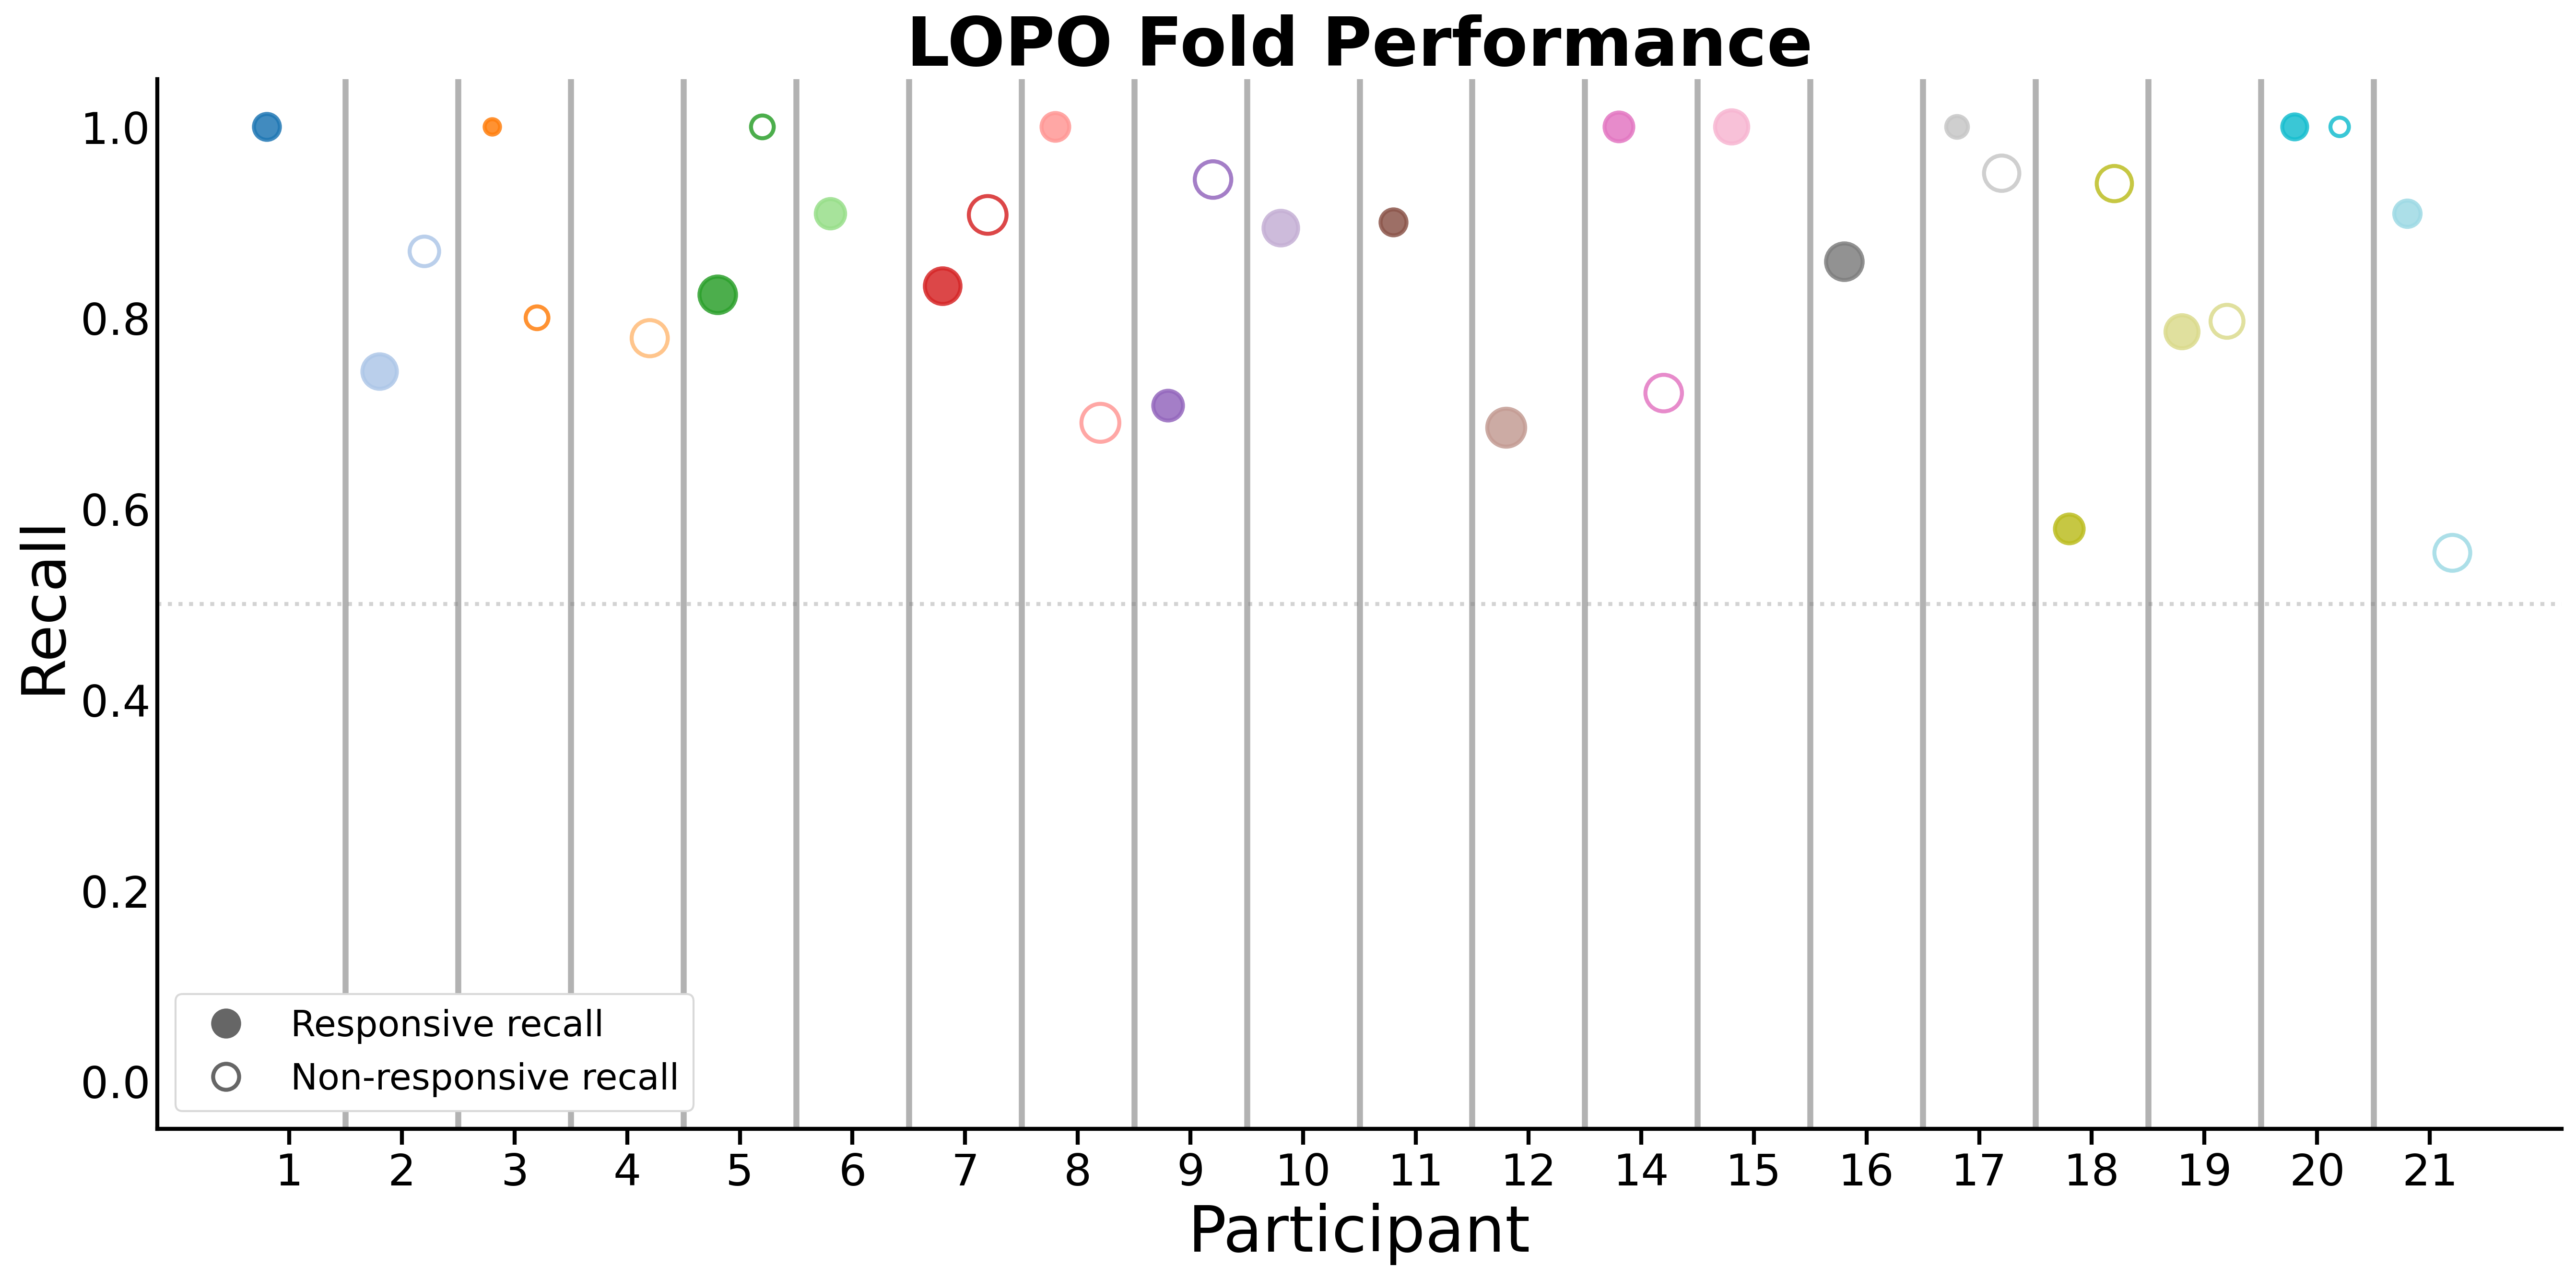 LOPO Fold Performance
Recall
1.0
0.8
0.6
0.4
0.2
0.0
Responsive recall
Non-responsive recall
1 2 3 4 5 6 7 8 9 10 11 12 14 15 16 17 18 19 20 21
Participant